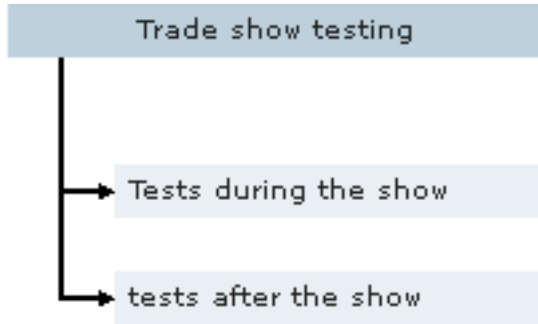 Trade show testing
Tests during the show
tests after the show